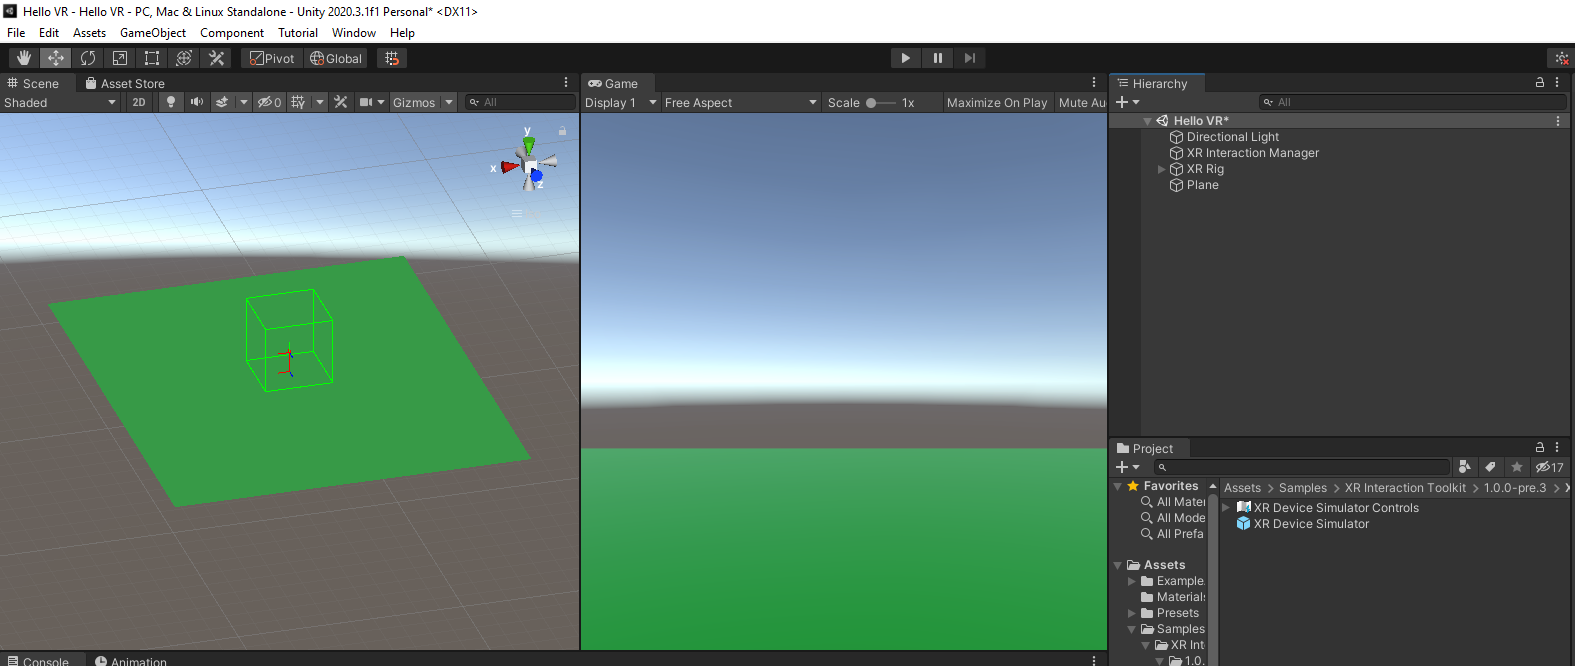 Hello VR - Hello VR - PC, Mac & Linux Standalone - Unity 2020.3.1f1 Personal* <DX11>
File Edit Assets GameObject Component Tutorial Window Help
Pivot Global
Scene Asset Store
Shaded 2D 0 Gizmos All
y
x
z
Game
Display 1 Free Aspect Scale 1x Maximize On Play Mute Au
Hierarchy
All
Hello VR*
Directional Light
XR Interaction Manager
XR Rig
Plane
Project
17
Favorites
All Mater
All Mode
All Prefa
Assets
Example
Materials
Presets
Samples
XR Int
1.0.
Assets > Samples > XR Interaction Toolkit > 1.0.0-pre.3 > X
XR Device Simulator Controls
XR Device Simulator
Console Animation